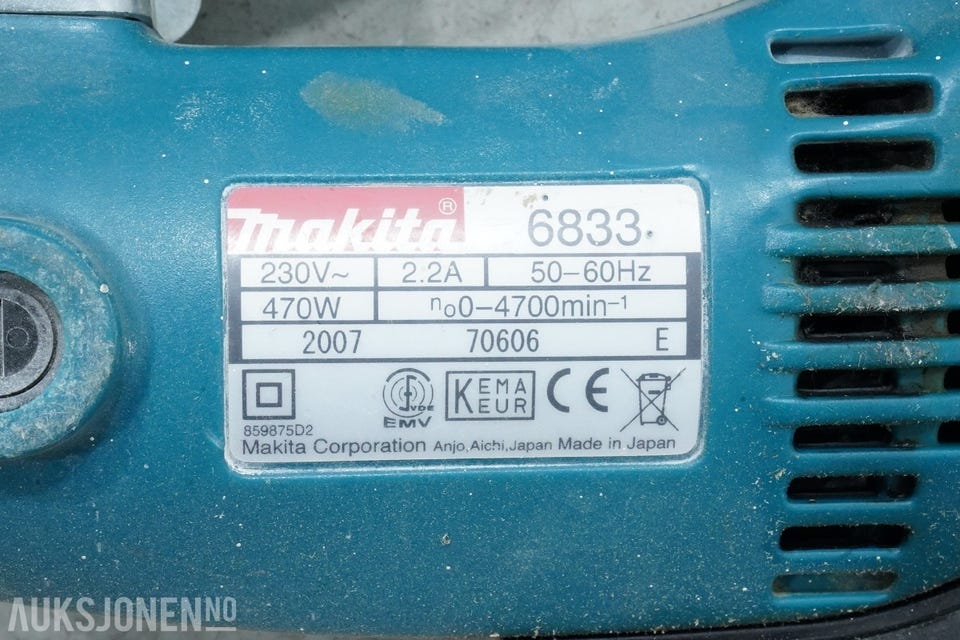 makita® 6833
230V~ 2.2A 50-60Hz
470W no0-4700min-1
2007 70606 E
VDE
EMV
KEMA
KEUR
CE
859875D2
Makita Corporation Anjo,Aichi,Japan Made in Japan
AUKSJONEN.NO